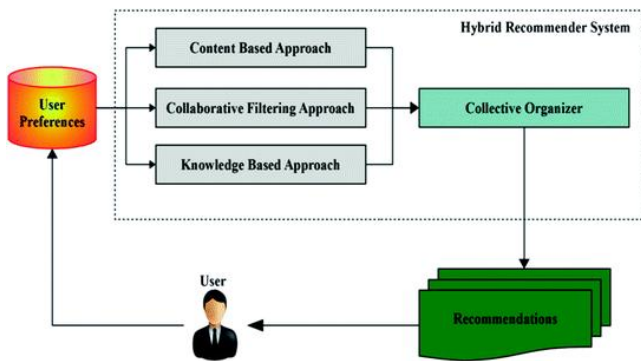 Hybrid Recommender System
Content Based Approach
User
Preferences
Collaborative Filtering Approach
Collective Organizer
Knowledge Based Approach
User
Recommendations